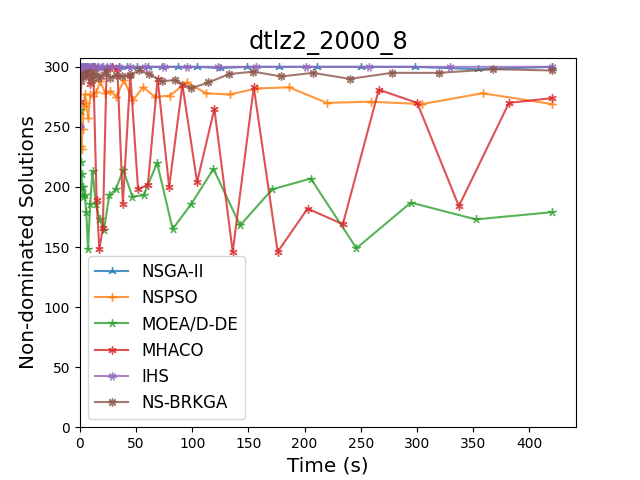 dtlz2_2000_8
Non-dominated Solutions
300
250
200
150
100
50
0
NSGA-II
NSPSO
MOEA/D-DE
MHACO
IHS
NS-BRKGA
0 50 100 150 200 250 300 350 400
Time (s)